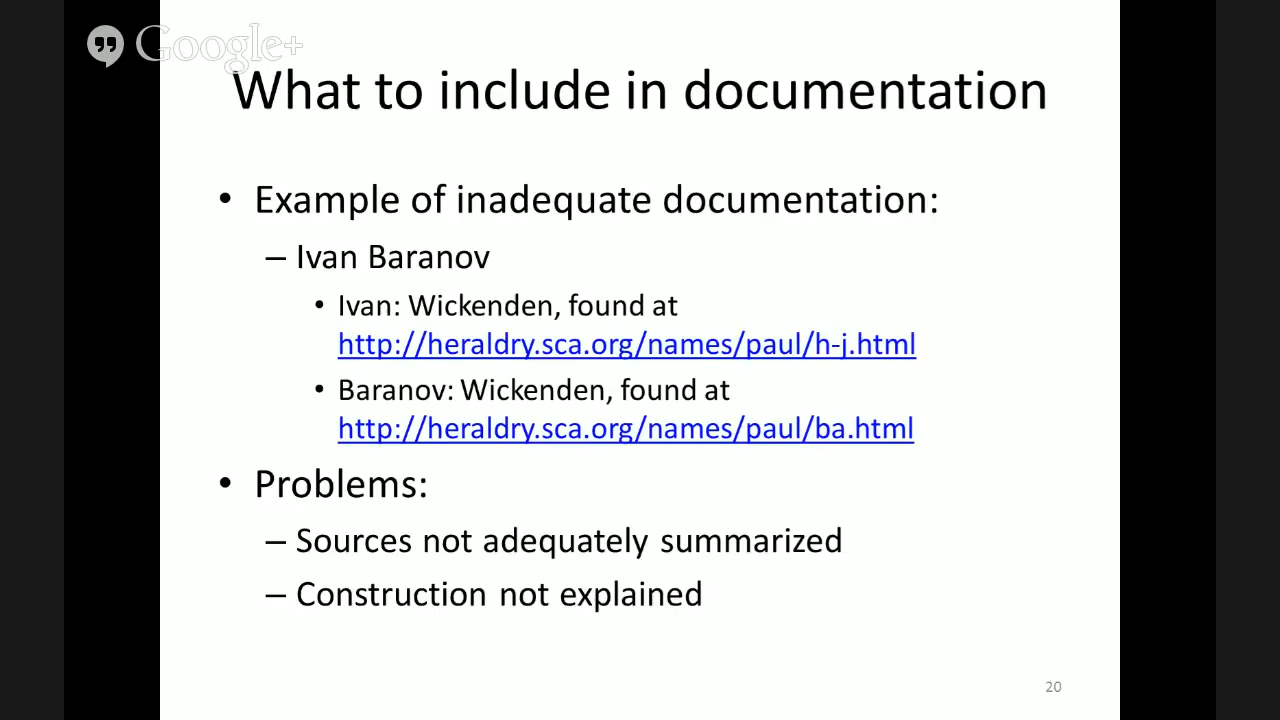 Google+
What to include in documentation
• Example of inadequate documentation:
– Ivan Baranov
• Ivan: Wickenden, found at
http://heraldry.sca.org/names/paul/h-j.html
• Baranov: Wickenden, found at
http://heraldry.sca.org/names/paul/ba.html
• Problems:
– Sources not adequately summarized
– Construction not explained
20